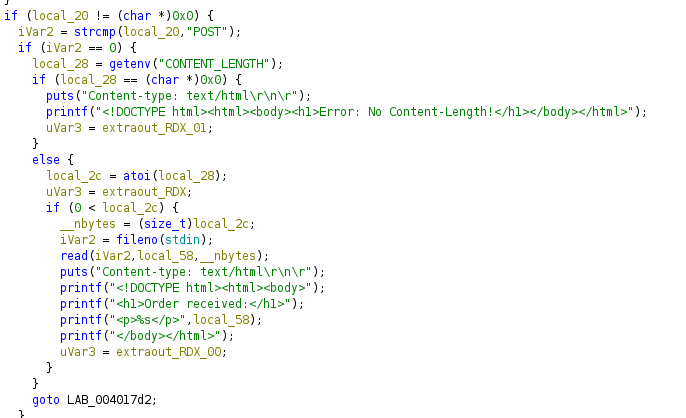 if (local_20 != (char *)0x0) {
iVar2 = strcmp(local_20,"POST");
if (iVar2 == 0) {
local_28 = getenv("CONTENT_LENGTH");
if (local_28 == (char *)0x0) {
puts("Content-type: text/html\r\n\r");
printf("<!DOCTYPE html><html><body><h1>Error: No Content-Length!</h1></body></html>");
uVar3 = extraout_RDX_01;
}
else {
local_2c = atoi(local_28);
uVar3 = extraout_RDX;
if (0 < local_2c) {
__nbytes = (size_t)local_2c;
iVar2 = fileno(stdin);
read(iVar2,local_58,__nbytes);
puts("Content-type: text/html\r\n\r");
printf("<!DOCTYPE html><html><body>");
printf("<h1>Order received:</h1>");
printf("<p>%s</p>",local_58);
printf("</body></html>");
uVar3 = extraout_RDX_00;
}
}
goto LAB_004017d2;
}